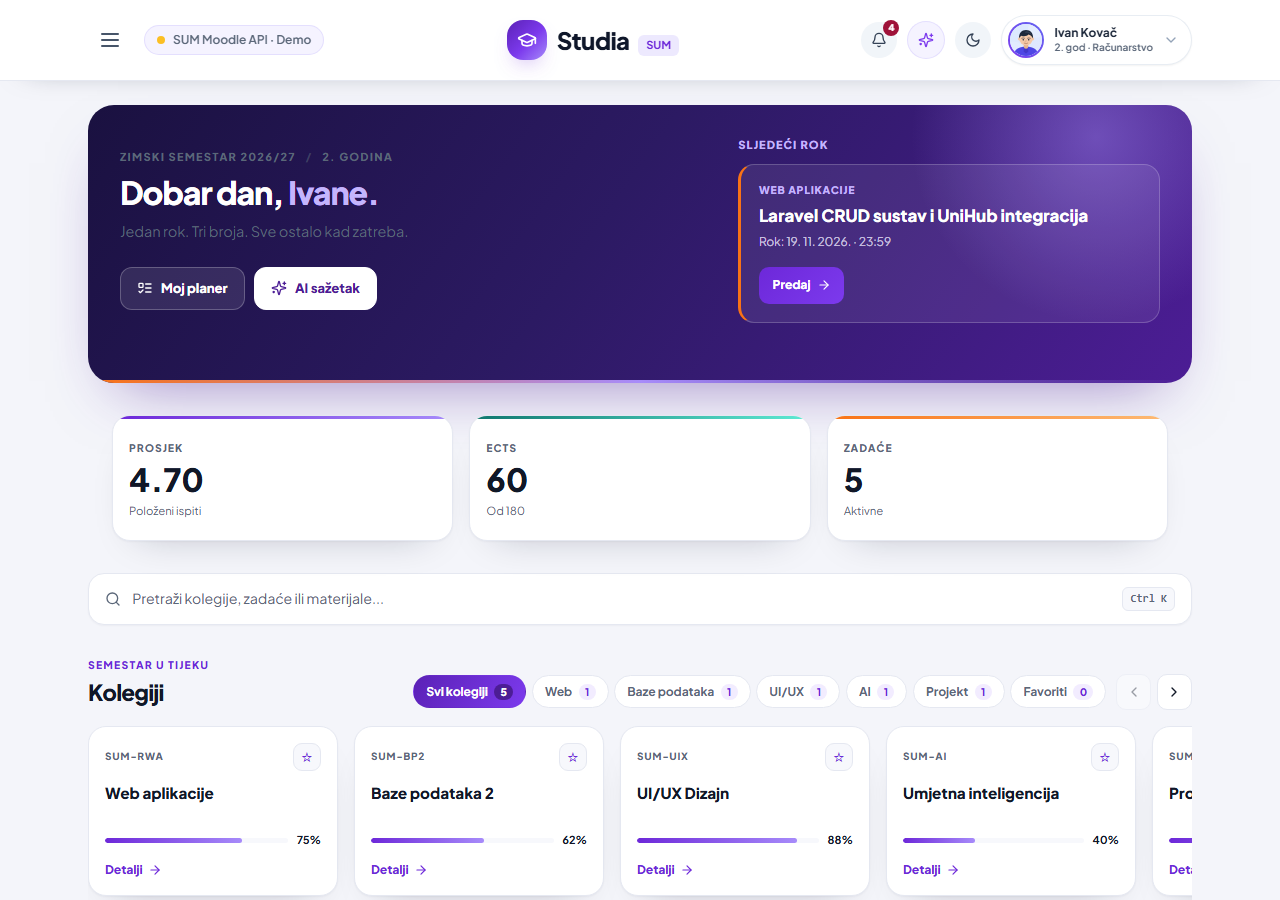 SUM Moodle API · Demo
Studia SUM
4
Ivan Kovač
2. god · Računarstvo
ZIMSKI SEMESTAR 2026/27 / 2. GODINA
Dobar dan, Ivane.
Jedan rok. Tri broja. Sve ostalo kad zatreba.
Moj planer
AI sažetak
SLJEDEĆI ROK
WEB APLIKACIJE
Laravel CRUD sustav i UniHub integracija
Rok: 19. 11. 2026. · 23:59
Predaj
PROSJEK
4.70
Položeni ispiti
ECTS
60
Od 180
ZADAĆE
5
Aktivne
Pretraži kolegije, zadaće ili materijale...
Ctrl K
SEMESTAR U TIJEKU
Kolegiji
Svi kolegiji 5
Web 1
Baze podataka 1
UI/UX 1
AI 1
Projekt 1
Favoriti 0
SUM-RWA
Web aplikacije
75%
Detalji
SUM-BP2
Baze podataka 2
62%
Detalji
SUM-UIX
UI/UX Dizajn
88%
Detalji
SUM-AI
Umjetna inteligencija
40%
Detalji
SUM
Pro
Deta